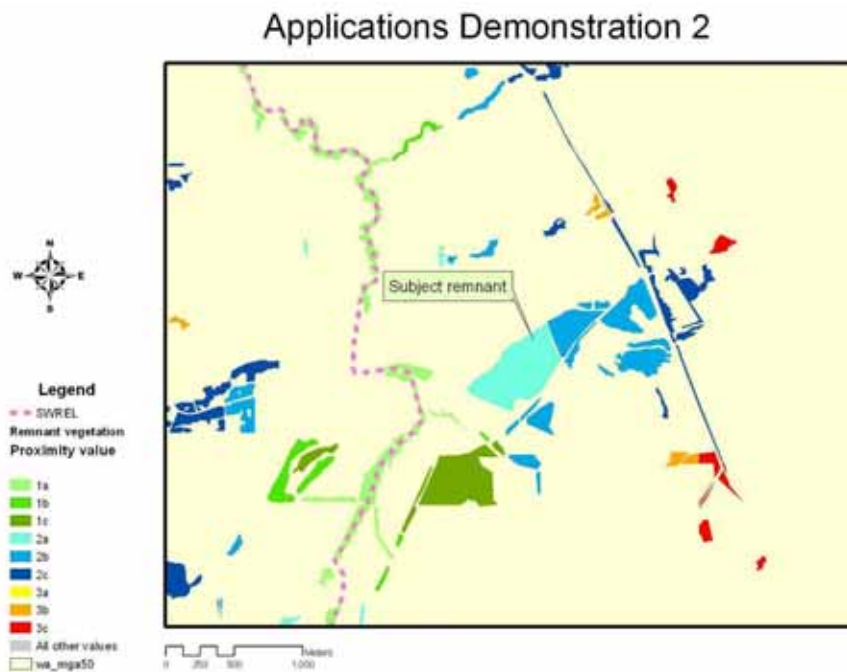 Applications Demonstration 2
Subject remnant
N
W E
S
Legend
SWREL
Remnant vegetation
Proximity value
1a
1b
1c
2a
2b
2c
3a
3b
3c
All other values
wa_mga50
Meters
0 250 500 1,000